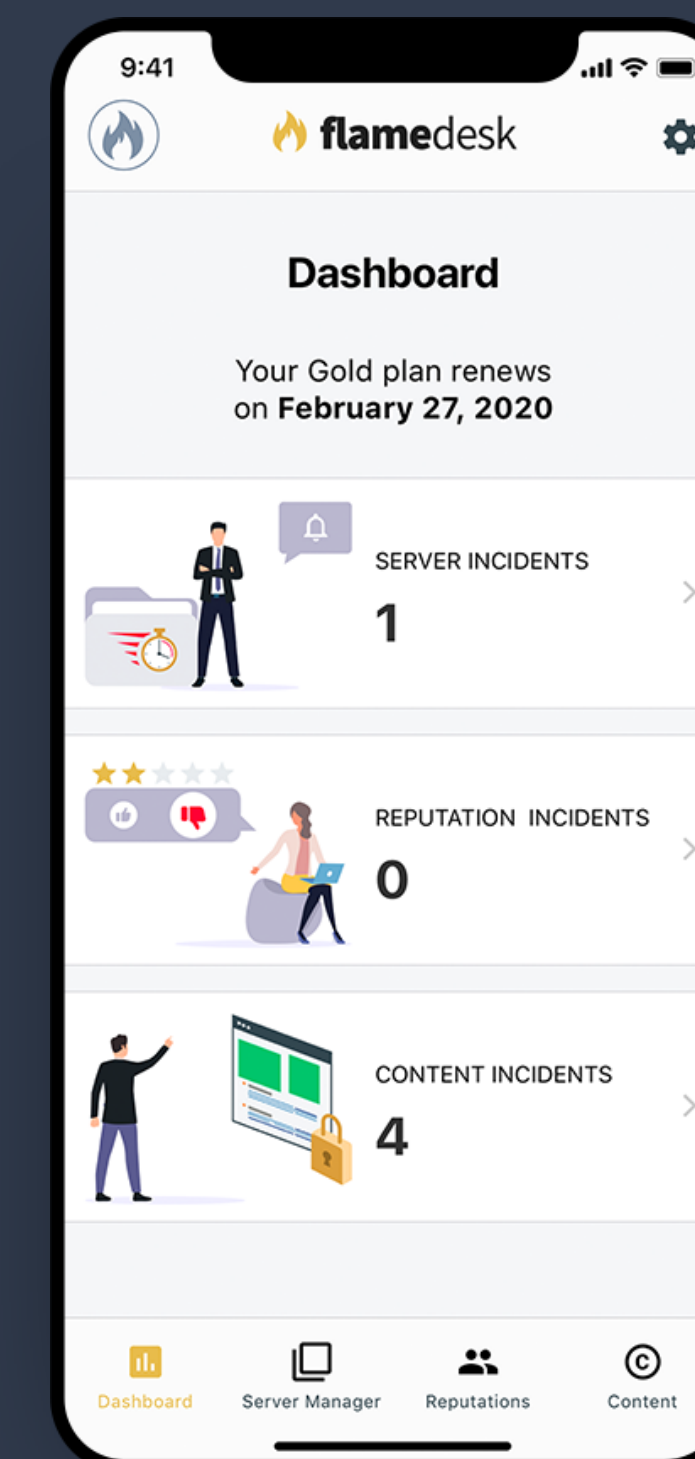 9:41
flamedesk
Dashboard
Your Gold plan renews
on February 27, 2020
SERVER INCIDENTS
1
REPUTATION INCIDENTS
0
CONTENT INCIDENTS
4
Dashboard
Server Manager
Reputations
Content